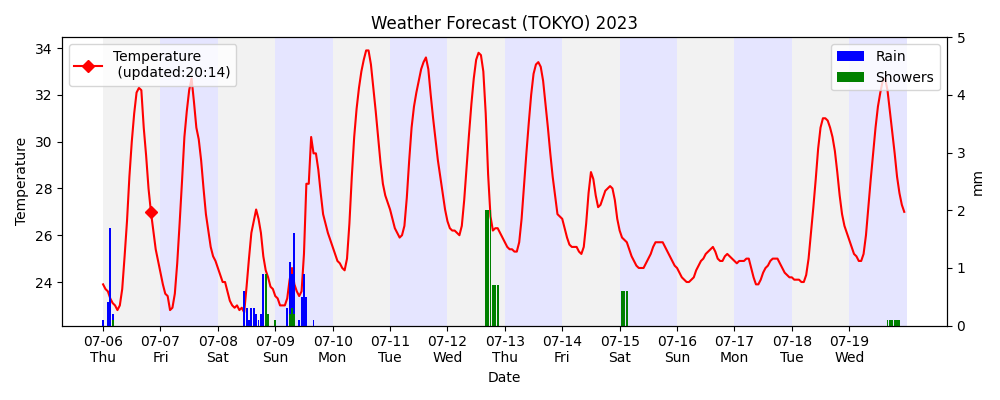 Weather Forecast (TOKYO) 2023
Temperature
(updated:20:14)
Rain
Showers
34
32
30
28
26
24
Temperature
5
4
3
2
1
0
mm
07-06 07-07 07-08 07-09 07-10 07-11 07-12 07-13 07-14 07-15 07-16 07-17 07-18 07-19
Thu Fri Sat Sun Mon Tue Wed Thu Fri Sat Sun Mon Tue Wed
Date